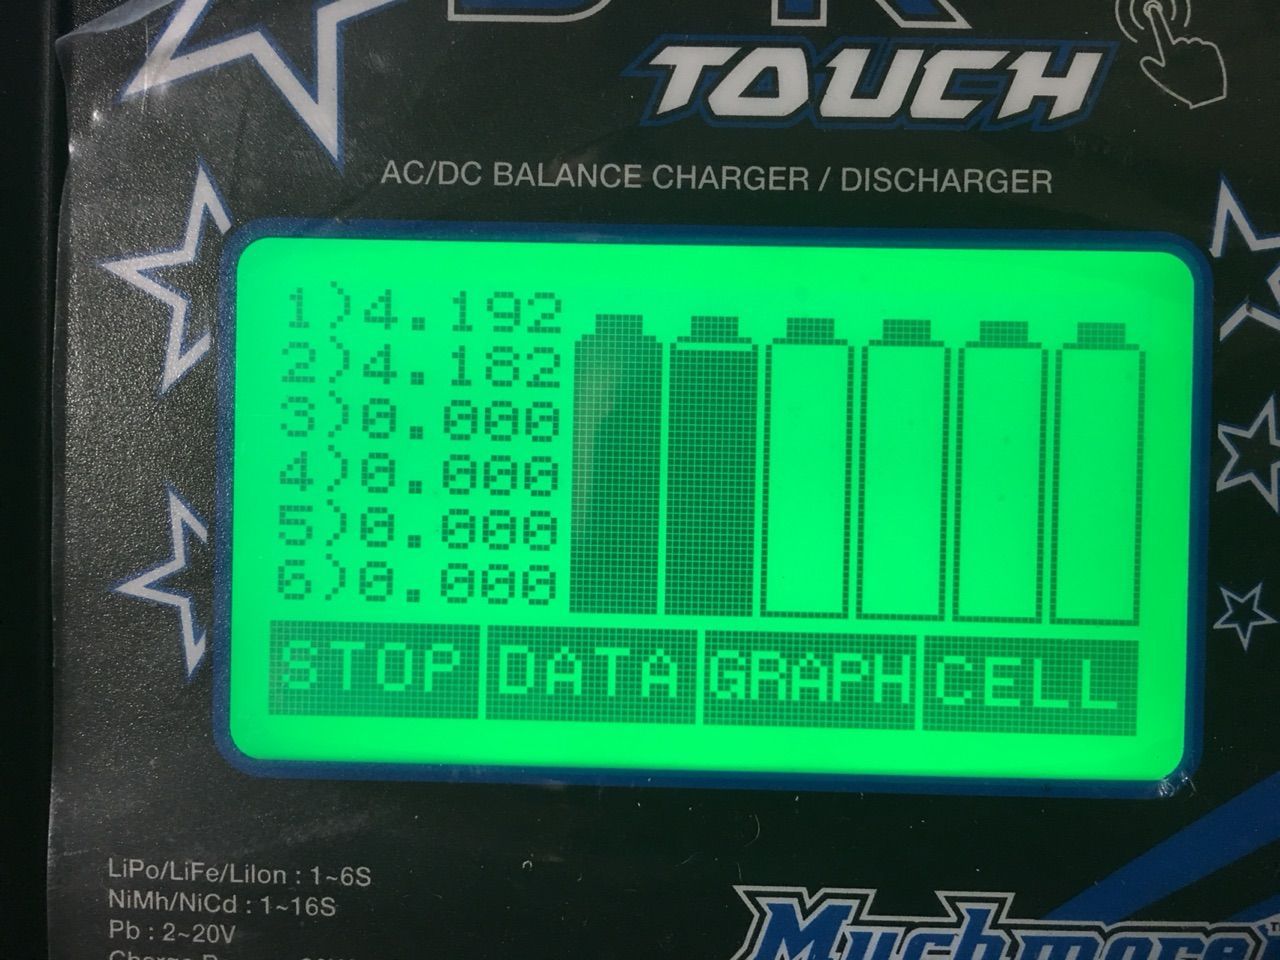 TOUCH
AC/DC BALANCE CHARGER / DISCHARGER
1)4.192
2)4.182
3)0.000
4)0.000
5)0.000
6)0.000
STOP DATA GRAPH CELL
LiPo/LiFe/LiIon : 1~6S
NiMh/NiCd : 1~16S
Pb : 2~20V
Muchmore